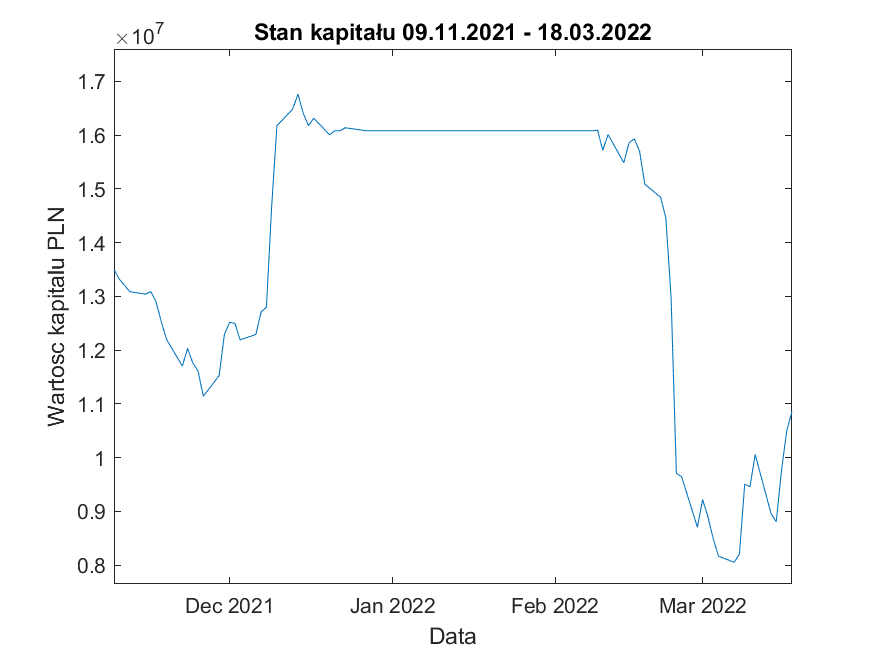 Stan kapitału 09.11.2021 - 18.03.2022
×10⁷
1.7
1.6
1.5
1.4
1.3
1.2
1.1
1
0.9
0.8
Wartosc kapitalu PLN
Dec 2021 Jan 2022 Feb 2022 Mar 2022
Data